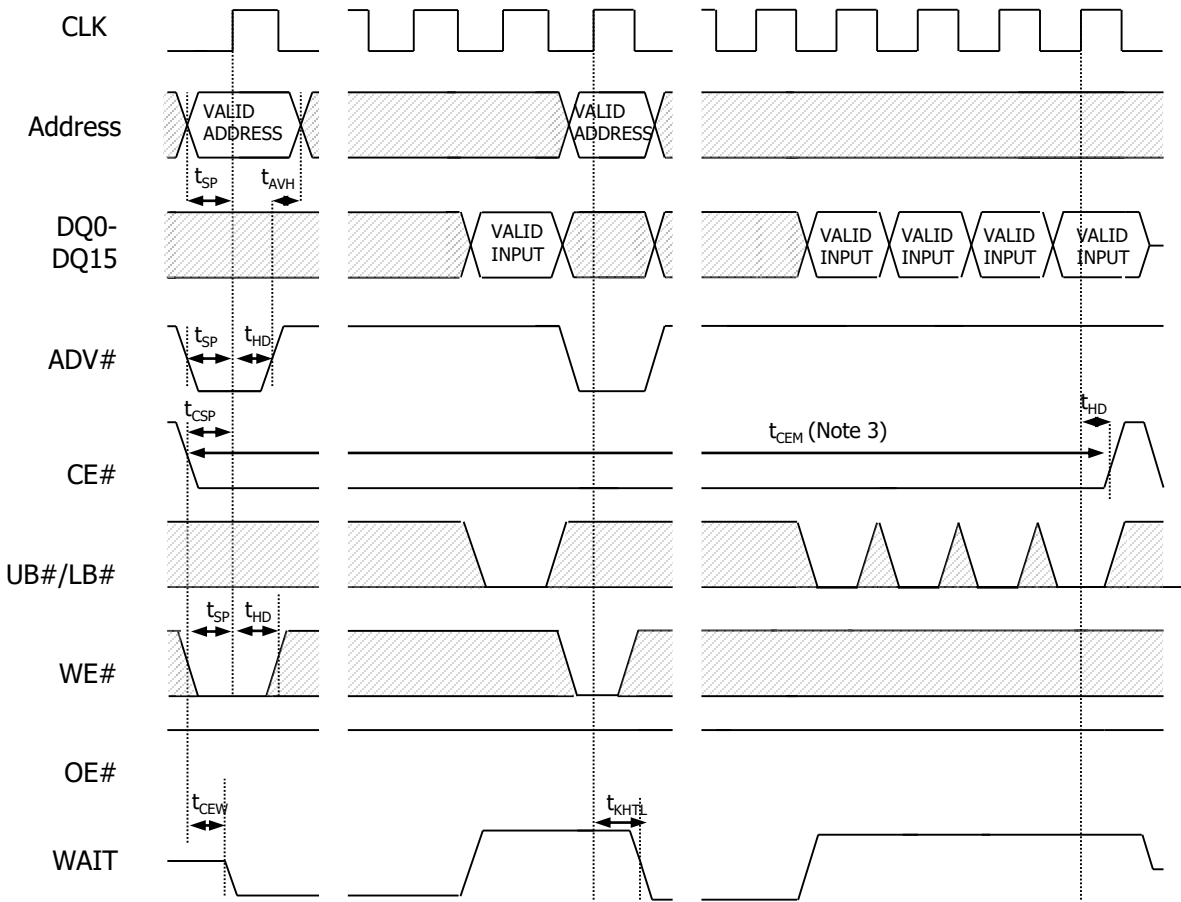 CLK
Address
VALID
ADDRESS
VALID
ADDRESS
tSP
tAVH
DQ0-
DQ15
VALID
INPUT
VALID
INPUT
VALID
INPUT
VALID
INPUT
VALID
INPUT
ADV#
tSP
tHD
tCSP
tCEM (Note 3)
tHD
CE#
UB#/LB#
tSP
tHD
WE#
OE#
tCEW
tKHTL
WAIT